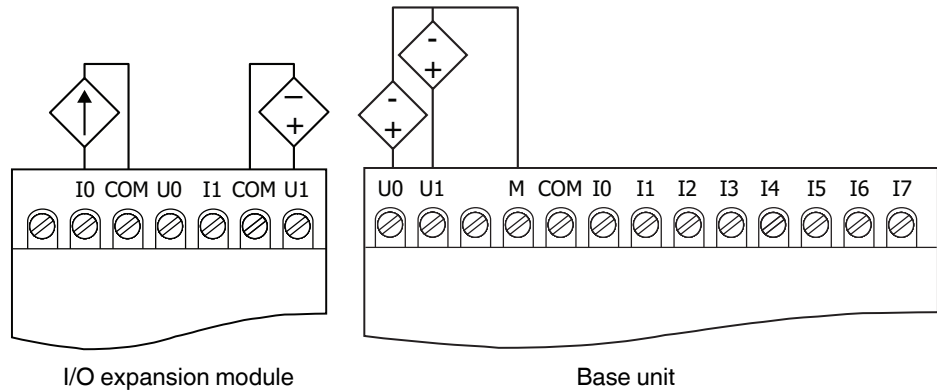 -
+
-
+
−
+
I0 COM U0 I1 COM U1
U0 U1 M COM I0 I1 I2 I3 I4 I5 I6 I7
I/O expansion module
Base unit